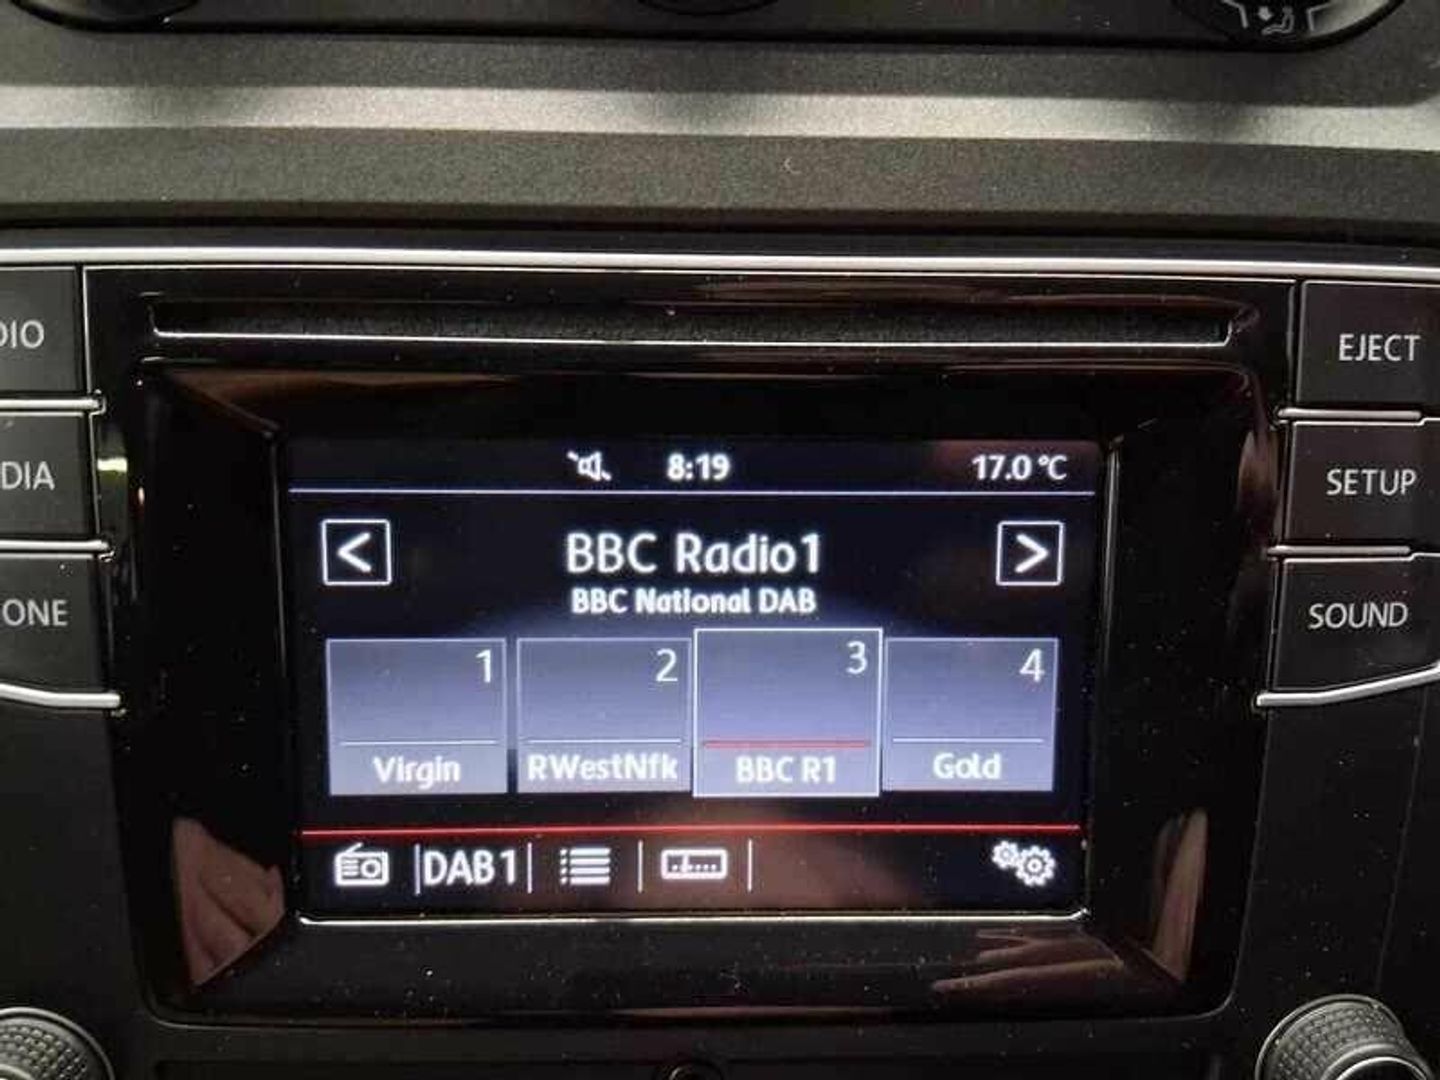 DIO
EJECT
8:19
17.0 °C
DIA
SETUP
< BBC Radio1 >
BBC National DAB
ONE
SOUND
1 2 3 4
Virgin RWestNfk BBC R1 Gold
DAB1